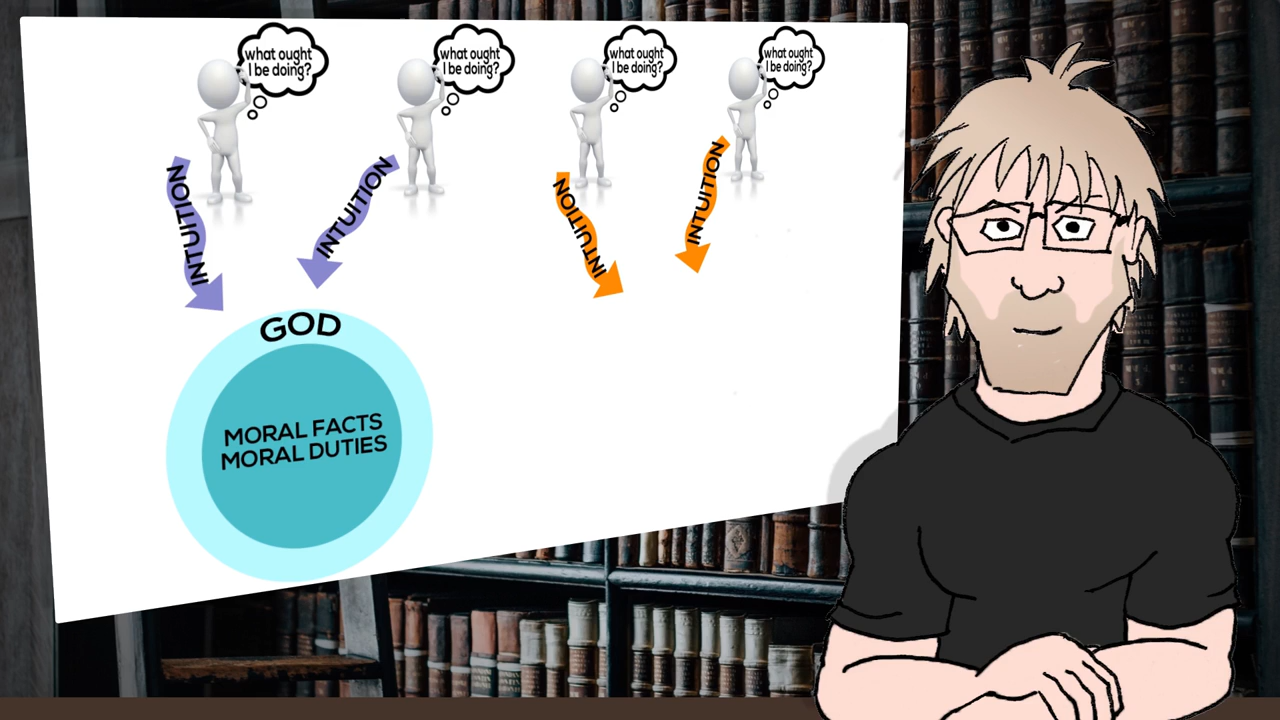 what ought
I be doing?
what ought
I be doing?
what ought
I be doing?
what ought
I be doing?
INTUITION
INTUITION
INTUITION
INTUITION
GOD
MORAL FACTS
MORAL DUTIES